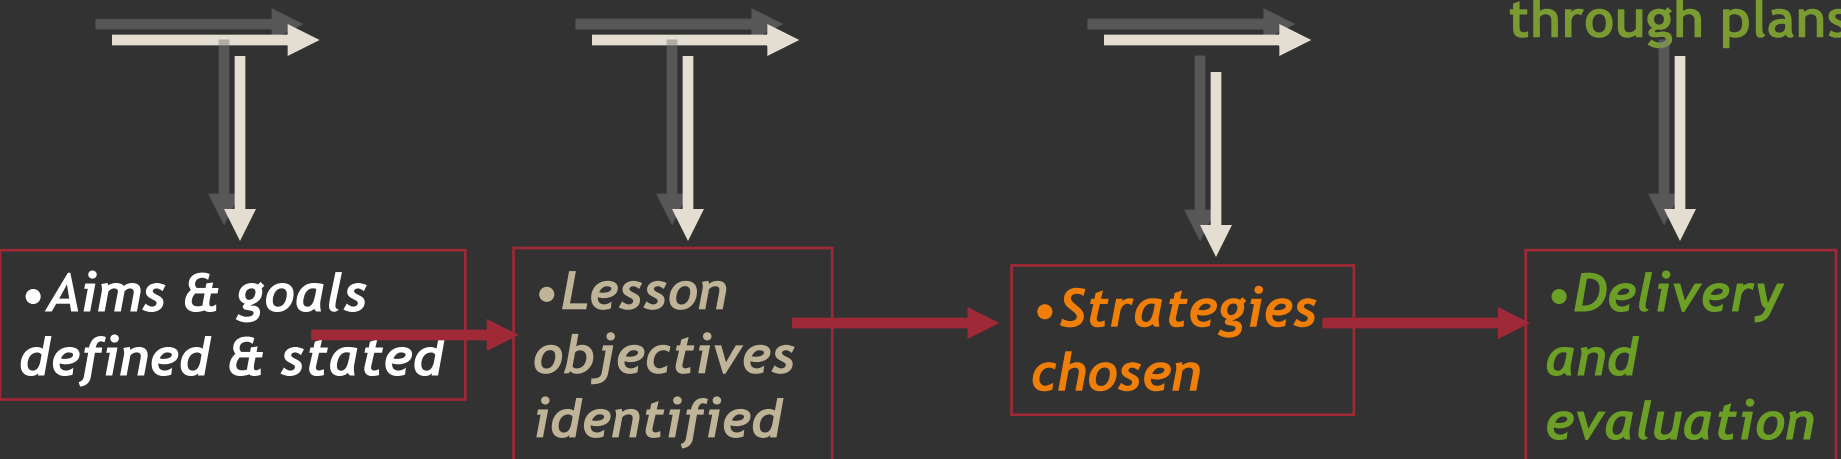 through plans
•Aims & goals
defined & stated
•Lesson
objectives
identified
•Strategies
chosen
•Delivery
and
evaluation